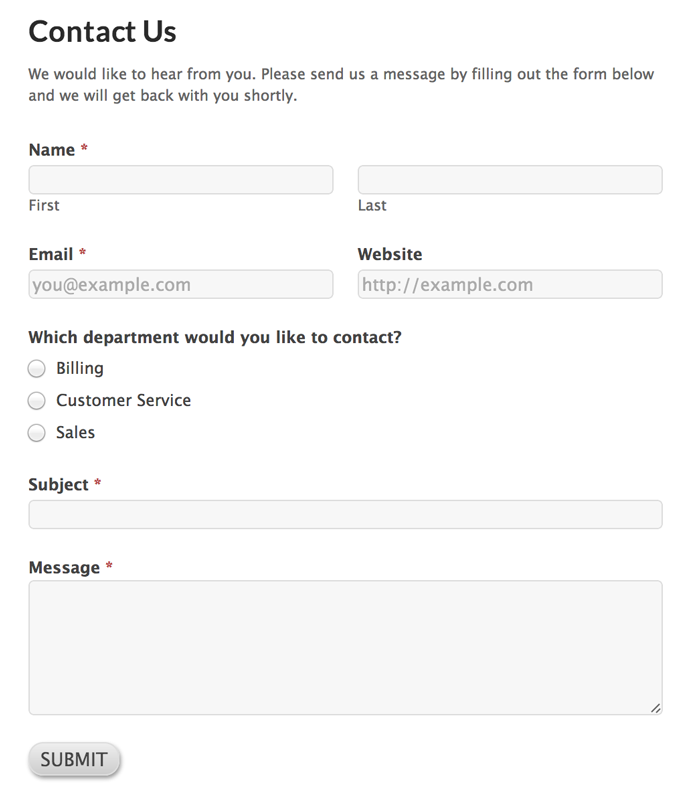 Contact Us
We would like to hear from you. Please send us a message by filling out the form below
and we will get back with you shortly.
Name *
First Last
Email * Website
you@example.com http://example.com
Which department would you like to contact?
Billing
Customer Service
Sales
Subject *
Message *
SUBMIT